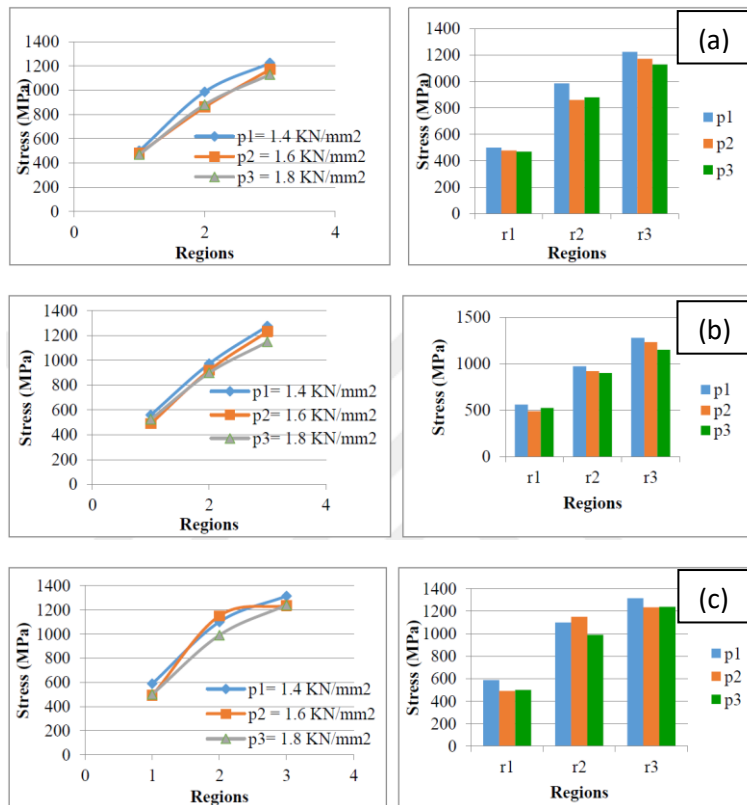 (a)
1400
1200
1000
800
600
400
200
0
Stress (MPa)
p1= 1.4 KN/mm2
p2 = 1.6 KN/mm2
p3 = 1.8 KN/mm2
0 2 4
Regions
1400
1200
1000
800
600
400
200
0
Stress (MPa)
p1
p2
p3
r1 r2 r3
Regions
(b)
1400
1200
1000
800
600
400
200
0
Stress (MPa)
p1= 1.4 KN/mm2
p2 = 1.6 KN/mm2
p3= 1.8 KN/mm2
0 2 4
Regions
1500
1000
500
0
Stress (MPa)
p1
p2
p3
r1 r2 r3
Regions
(c)
1400
1200
1000
800
600
400
200
0
Stress (MPa)
p1= 1.4 KN/mm2
p2 = 1.6 KN/mm2
p3= 1.8 KN/mm2
0 1 2 3 4
Regions
1400
1200
1000
800
600
400
200
0
Stress (MPa)
p1
p2
p3
r1 r2 r3
Regions